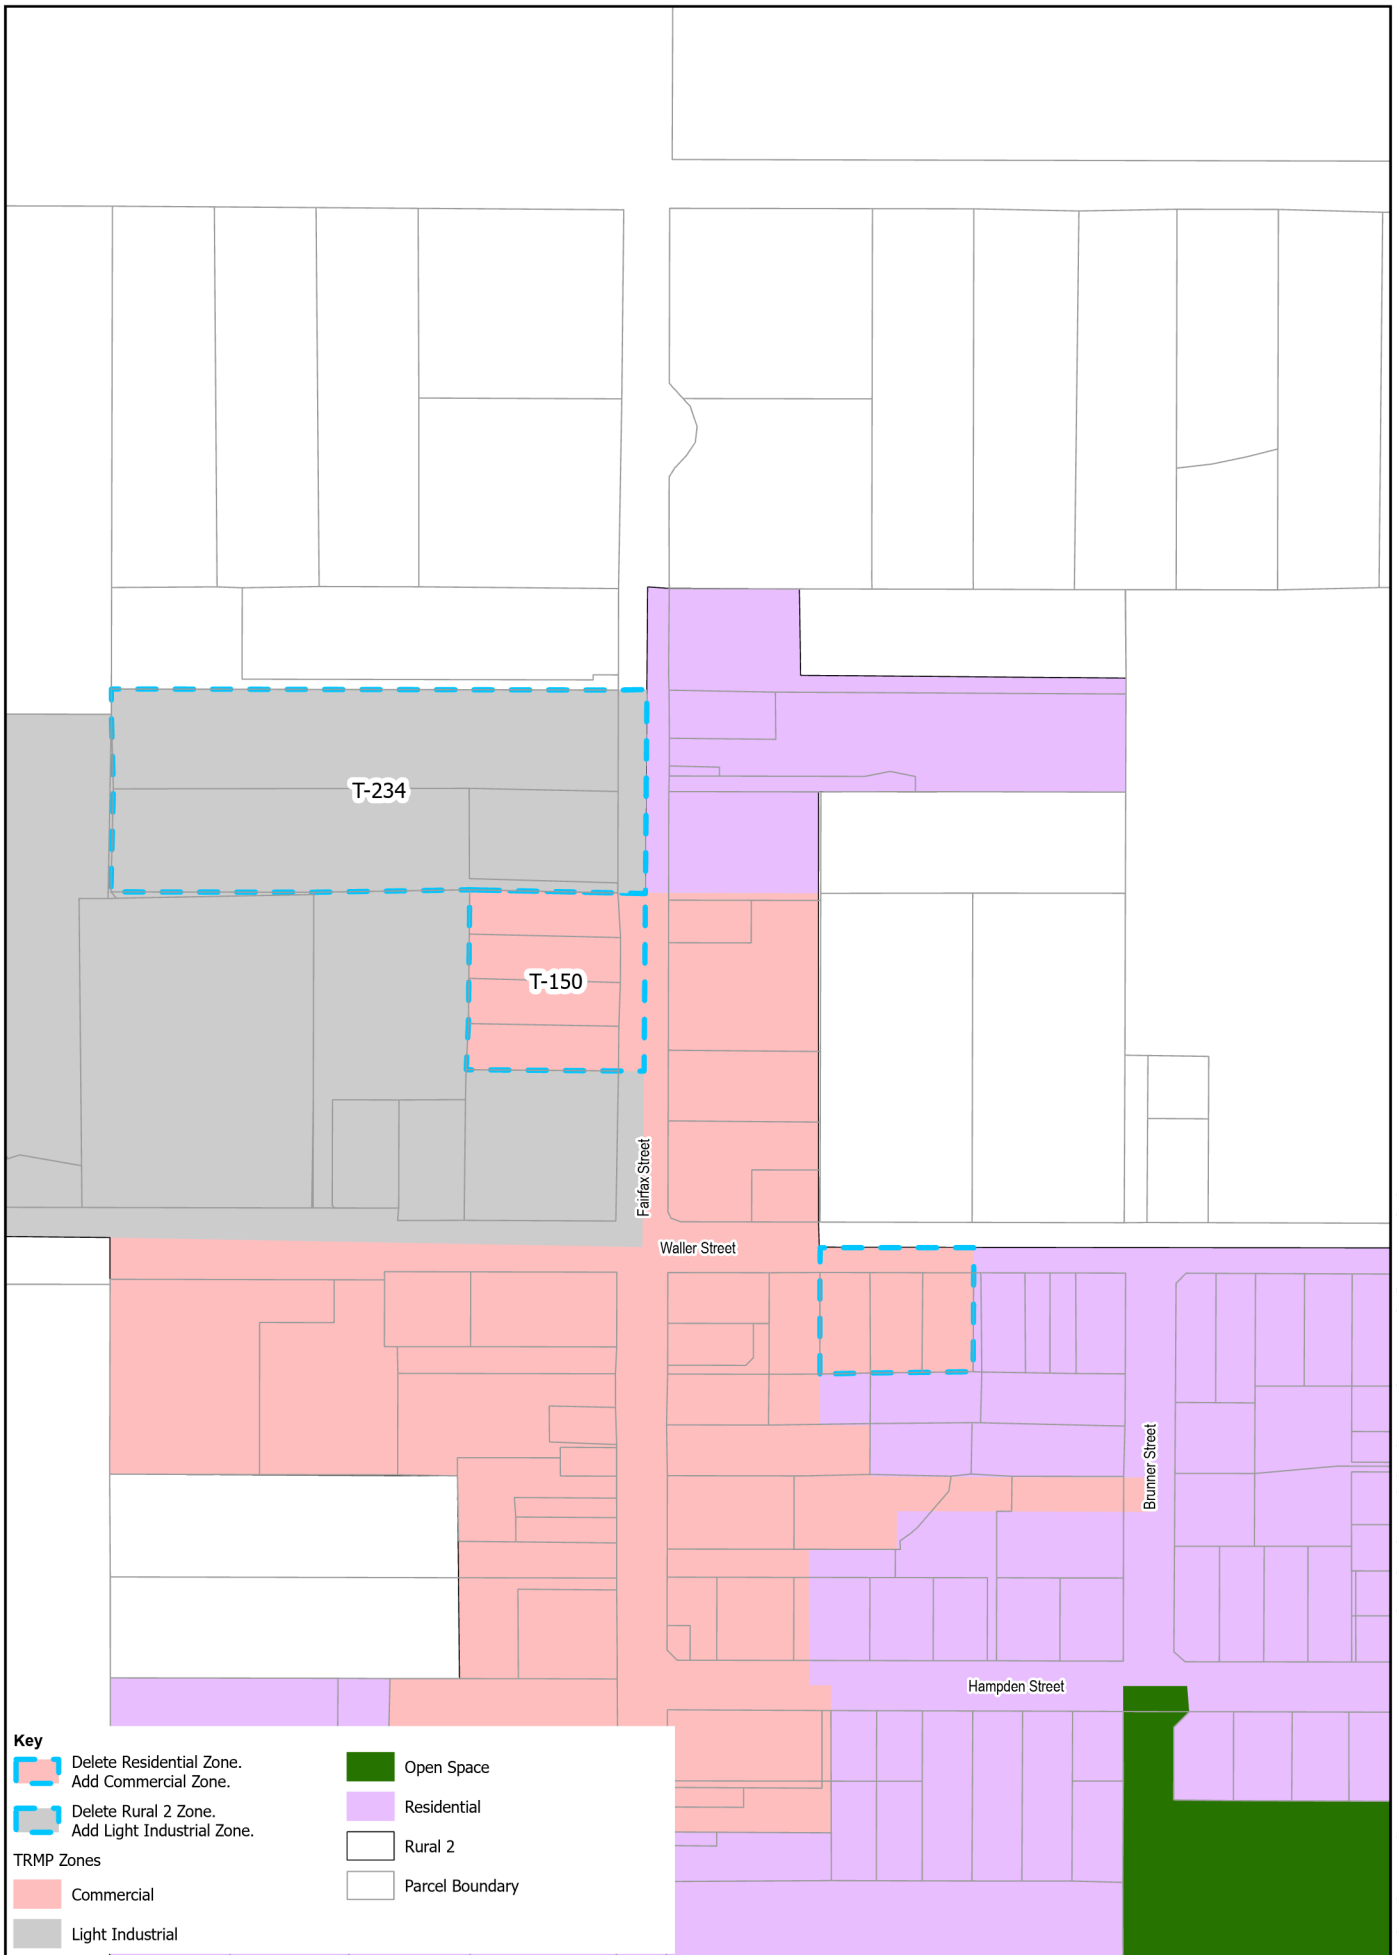 T-234
T-150
Fairfax Street
Waller Street
Brunner Street
Hampden Street
Key
Delete Residential Zone.
Add Commercial Zone.
Delete Rural 2 Zone.
Add Light Industrial Zone.
TRMP Zones
Commercial
Light Industrial
Open Space
Residential
Rural 2
Parcel Boundary